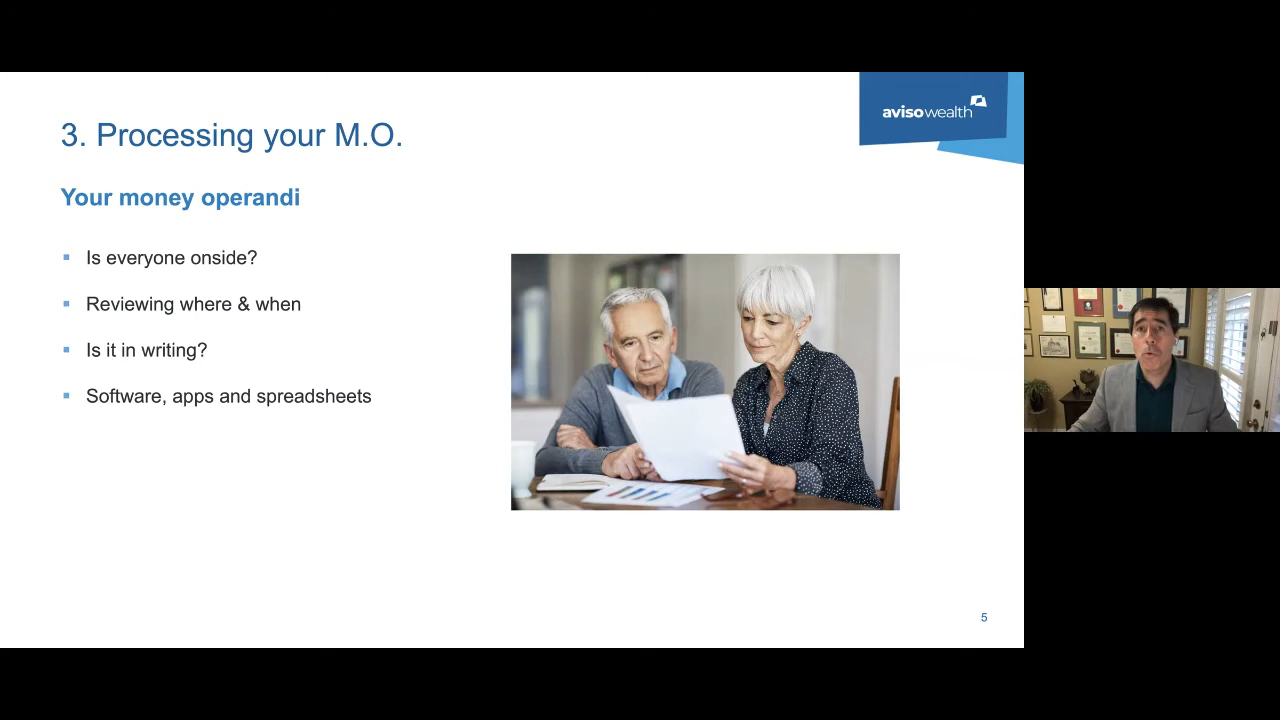 avisowealth
3. Processing your M.O.
Your money operandi
Is everyone onside?
Reviewing where & when
Is it in writing?
Software, apps and spreadsheets
5